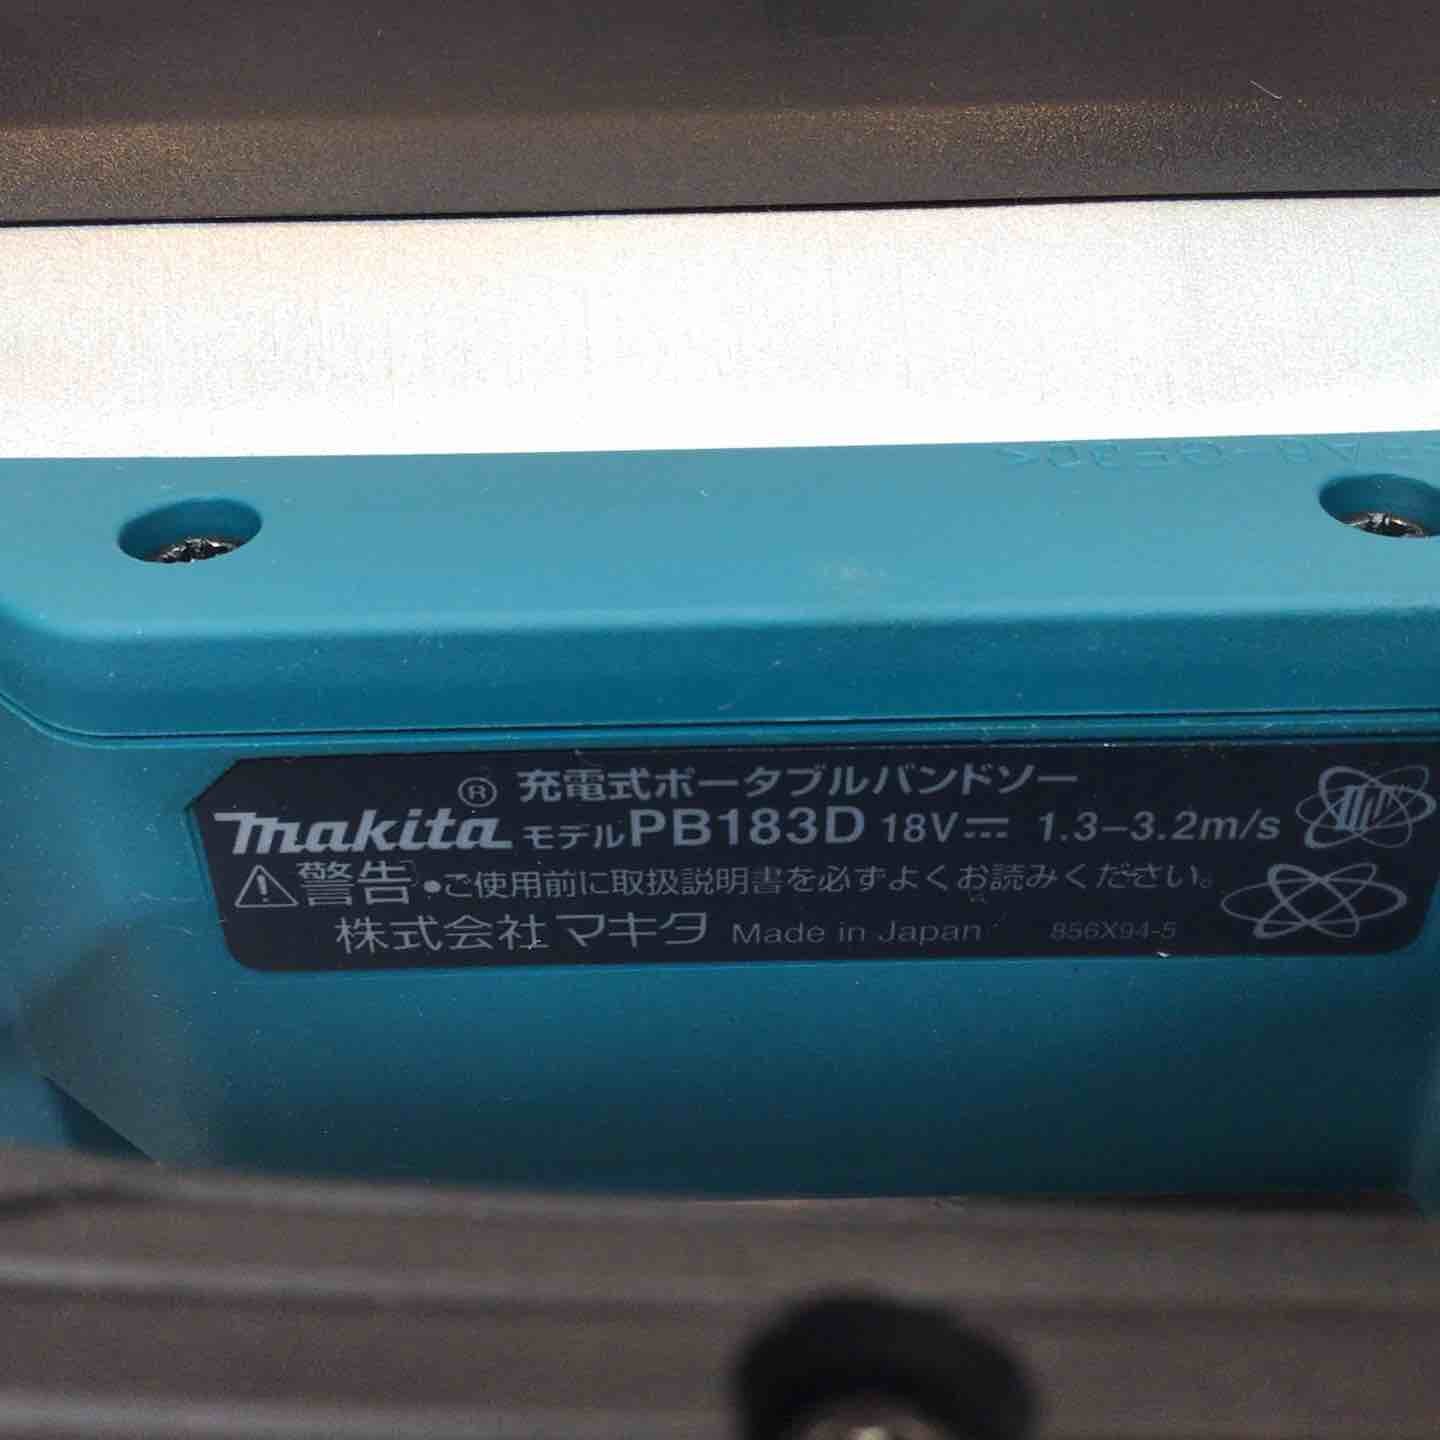 ® 充電式ポータブルバンドソー
makita モデル PB183D 18V⎓ 1.3–3.2m/s
⚠警告 •ご使用前に取扱説明書を必ずよくお読みください。
株式会社 マキタ Made in Japan 856X94-5